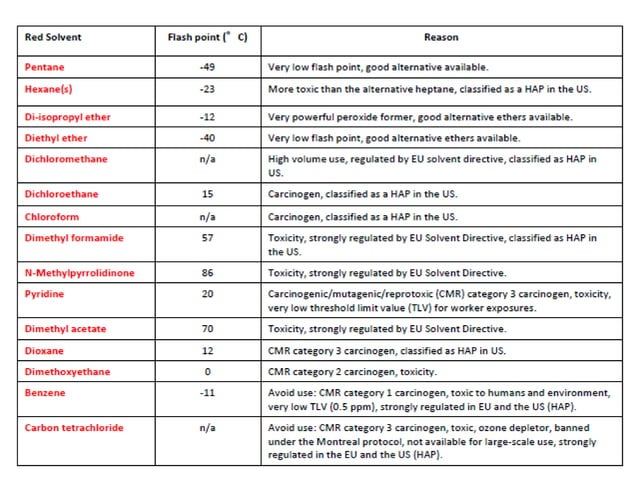 Red Solvent Flash point (° C) Reason
Pentane -49 Very low flash point, good alternative available.
Hexane(s) -23 More toxic than the alternative heptane, classified as a HAP in the US.
Di-isopropyl ether -12 Very powerful peroxide former, good alternative ethers available.
Diethyl ether -40 Very low flash point, good alternative ethers available.
Dichloromethane n/a High volume use, regulated by EU solvent directive, classified as HAP in
US.
Dichloroethane 15 Carcinogen, classified as a HAP in the US.
Chloroform n/a Carcinogen, classified as a HAP in the US.
Dimethyl formamide 57 Toxicity, strongly regulated by EU Solvent Directive, classified as HAP in
the US.
N-Methylpyrrolidinone 86 Toxicity, strongly regulated by EU Solvent Directive.
Pyridine 20 Carcinogenic/mutagenic/reprotoxic (CMR) category 3 carcinogen, toxicity,
very low threshold limit value (TLV) for worker exposures.
Dimethyl acetate 70 Toxicity, strongly regulated by EU Solvent Directive.
Dioxane 12 CMR category 3 carcinogen, classified as HAP in US.
Dimethoxyethane 0 CMR category 2 carcinogen, toxicity.
Benzene -11 Avoid use: CMR category 1 carcinogen, toxic to humans and environment,
very low TLV (0.5 ppm), strongly regulated in EU and the US (HAP).
Carbon tetrachloride n/a Avoid use: CMR category 3 carcinogen, toxic, ozone depletor, banned
under the Montreal protocol, not available for large-scale use, strongly
regulated in the EU and the US (HAP).